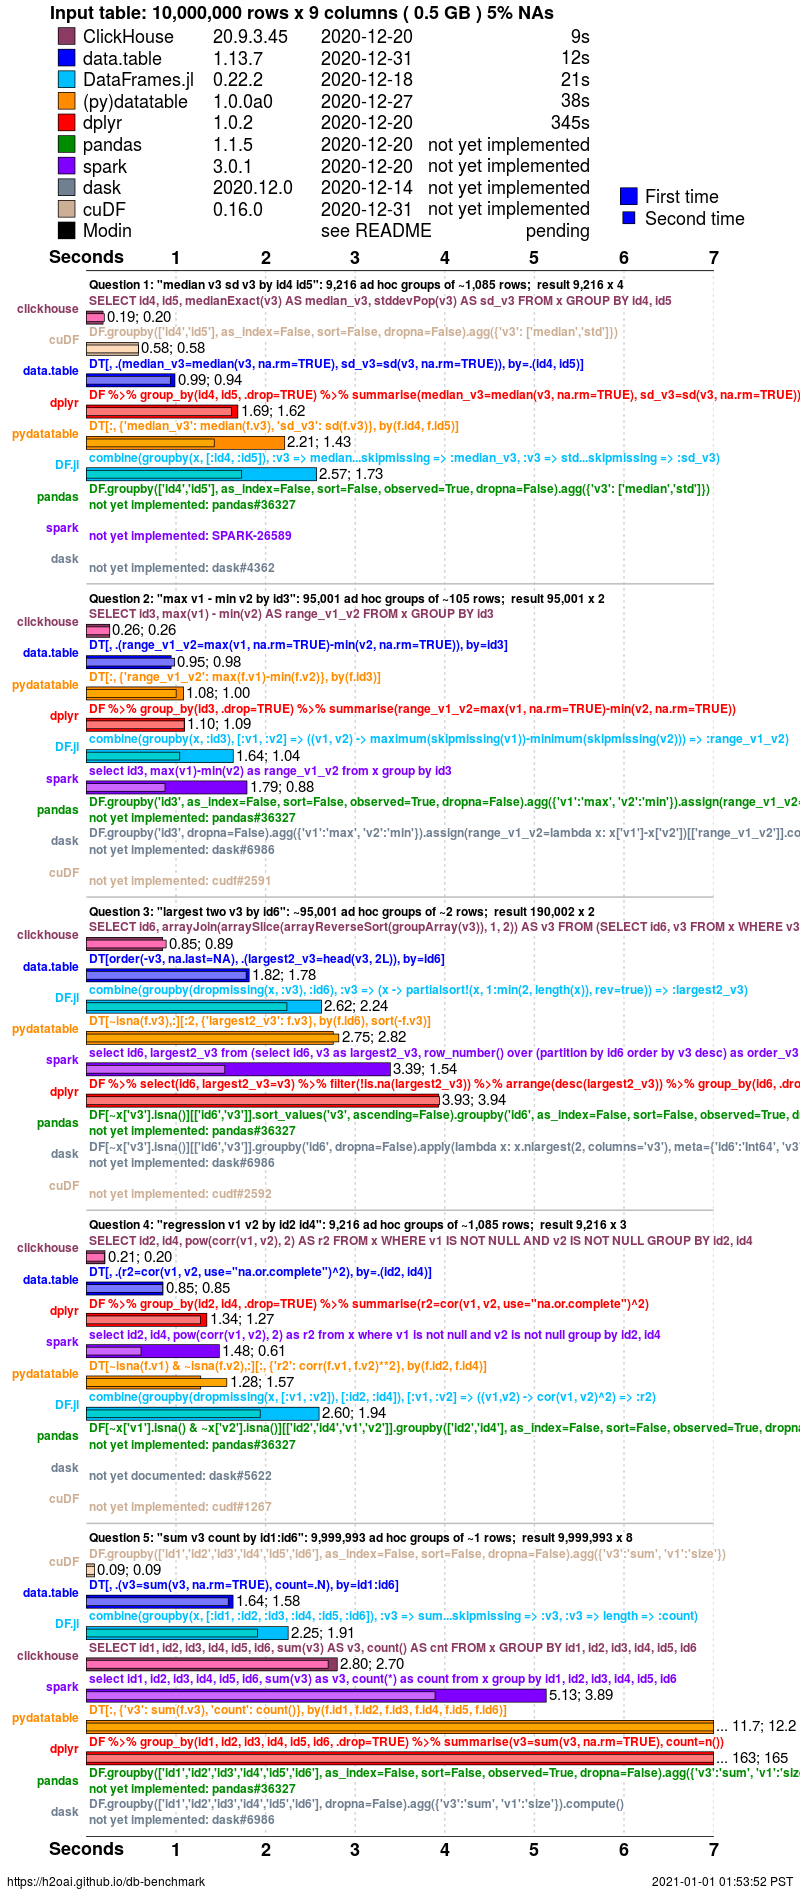 Input table: 10,000,000 rows x 9 columns ( 0.5 GB ) 5% NAs
ClickHouse 20.9.3.45 2020-12-20 9s
data.table 1.13.7 2020-12-31 12s
DataFrames.jl 0.22.2 2020-12-18 21s
(py)datatable 1.0.0a0 2020-12-27 38s
dplyr 1.0.2 2020-12-20 345s
pandas 1.1.5 2020-12-20 not yet implemented
spark 3.0.1 2020-12-20 not yet implemented
dask 2020.12.0 2020-12-14 not yet implemented
cuDF 0.16.0 2020-12-31 not yet implemented
Modin see README pending
First time
Second time
Seconds 1 2 3 4 5 6 7
Question 1: "median v3 sd v3 by id4 id5": 9,216 ad hoc groups of ~1,085 rows;  result 9,216 x 4
SELECT id4, id5, medianExact(v3) AS median_v3, stddevPop(v3) AS sd_v3 FROM x GROUP BY id4, id5
clickhouse 0.19; 0.20
DF.groupby(['id4','id5'], as_index=False, sort=False, dropna=False).agg({'v3': ['median','std']})
cuDF 0.58; 0.58
DT[, .(median_v3=median(v3, na.rm=TRUE), sd_v3=sd(v3, na.rm=TRUE)), by=.(id4, id5)]
data.table 0.99; 0.94
DF %>% group_by(id4, id5, .drop=TRUE) %>% summarise(median_v3=median(v3, na.rm=TRUE), sd_v3=sd(v3, na.rm=TRUE))
dplyr 1.69; 1.62
DT[:, {'median_v3': median(f.v3), 'sd_v3': sd(f.v3)}, by(f.id4, f.id5)]
pydatatable 2.21; 1.43
combine(groupby(x, [:id4, :id5]), :v3 => median...skipmissing => :median_v3, :v3 => std...skipmissing => :sd_v3)
DF.jl 2.57; 1.73
DF.groupby(['id4','id5'], as_index=False, sort=False, observed=True, dropna=False).agg({'v3': ['median','std']})
pandas not yet implemented: pandas#36327
spark not yet implemented: SPARK-26589
dask not yet implemented: dask#4362
Question 2: "max v1 - min v2 by id3": 95,001 ad hoc groups of ~105 rows;  result 95,001 x 2
SELECT id3, max(v1) - min(v2) AS range_v1_v2 FROM x GROUP BY id3
clickhouse 0.26; 0.26
DT[, .(range_v1_v2=max(v1, na.rm=TRUE)-min(v2, na.rm=TRUE)), by=id3]
data.table 0.95; 0.98
DT[:, {'range_v1_v2': max(f.v1)-min(f.v2)}, by(f.id3)]
pydatatable 1.08; 1.00
DF %>% group_by(id3, .drop=TRUE) %>% summarise(range_v1_v2=max(v1, na.rm=TRUE)-min(v2, na.rm=TRUE))
dplyr 1.10; 1.09
combine(groupby(x, :id3), [:v1, :v2] => ((v1, v2) -> maximum(skipmissing(v1))-minimum(skipmissing(v2))) => :range_v1_v2)
DF.jl 1.64; 1.04
select id3, max(v1)-min(v2) as range_v1_v2 from x group by id3
spark 1.79; 0.88
DF.groupby('id3', as_index=False, sort=False, observed=True, dropna=False).agg({'v1':'max', 'v2':'min'}).assign(range_v1_v2=
pandas not yet implemented: pandas#36327
DF.groupby('id3', dropna=False).agg({'v1':'max', 'v2':'min'}).assign(range_v1_v2=lambda x: x['v1']-x['v2'])[['range_v1_v2']].co
dask not yet implemented: dask#6986
cuDF not yet implemented: cudf#2591
Question 3: "largest two v3 by id6": ~95,001 ad hoc groups of ~2 rows;  result 190,002 x 2
SELECT id6, arrayJoin(arraySlice(arrayReverseSort(groupArray(v3)), 1, 2)) AS v3 FROM (SELECT id6, v3 FROM x WHERE v3
clickhouse 0.85; 0.89
DT[order(-v3, na.last=NA), .(largest2_v3=head(v3, 2L)), by=id6]
data.table 1.82; 1.78
combine(groupby(dropmissing(x, :v3), :id6), :v3 => (x -> partialsort!(x, 1:min(2, length(x)), rev=true)) => :largest2_v3)
DF.jl 2.62; 2.24
DT[~isna(f.v3),:][:2, {'largest2_v3': f.v3}, by(f.id6), sort(-f.v3)]
pydatatable 2.75; 2.82
select id6, largest2_v3 from (select id6, v3 as largest2_v3, row_number() over (partition by id6 order by v3 desc) as order_v3
spark 3.39; 1.54
DF %>% select(id6, largest2_v3=v3) %>% filter(!is.na(largest2_v3)) %>% arrange(desc(largest2_v3)) %>% group_by(id6, .dro
dplyr 3.93; 3.94
DF[~x['v3'].isna()][['id6','v3']].sort_values('v3', ascending=False).groupby('id6', as_index=False, sort=False, observed=True, d
pandas not yet implemented: pandas#36327
DF[~x['v3'].isna()][['id6','v3']].groupby('id6', dropna=False).apply(lambda x: x.nlargest(2, columns='v3'), meta={'id6':'Int64', 'v3'
dask not yet implemented: dask#6986
cuDF not yet implemented: cudf#2592
Question 4: "regression v1 v2 by id2 id4": 9,216 ad hoc groups of ~1,085 rows;  result 9,216 x 3
SELECT id2, id4, pow(corr(v1, v2), 2) AS r2 FROM x WHERE v1 IS NOT NULL AND v2 IS NOT NULL GROUP BY id2, id4
clickhouse 0.21; 0.20
DT[, .(r2=cor(v1, v2, use="na.or.complete")^2), by=.(id2, id4)]
data.table 0.85; 0.85
DF %>% group_by(id2, id4, .drop=TRUE) %>% summarise(r2=cor(v1, v2, use="na.or.complete")^2)
dplyr 1.34; 1.27
select id2, id4, pow(corr(v1, v2), 2) as r2 from x where v1 is not null and v2 is not null group by id2, id4
spark 1.48; 0.61
DT[~isna(f.v1) & ~isna(f.v2),:][:, {'r2': corr(f.v1, f.v2)**2}, by(f.id2, f.id4)]
pydatatable 1.28; 1.57
combine(groupby(dropmissing(x, [:v1, :v2]), [:id2, :id4]), [:v1, :v2] => ((v1,v2) -> cor(v1, v2)^2) => :r2)
DF.jl 2.60; 1.94
DF[~x['v1'].isna() & ~x['v2'].isna()][['id2','id4','v1','v2']].groupby(['id2','id4'], as_index=False, sort=False, observed=True, dropna
pandas not yet implemented: pandas#36327
dask not yet documented: dask#5622
cuDF not yet implemented: cudf#1267
Question 5: "sum v3 count by id1:id6": 9,999,993 ad hoc groups of ~1 rows;  result 9,999,993 x 8
DF.groupby(['id1','id2','id3','id4','id5','id6'], as_index=False, sort=False, dropna=False).agg({'v3':'sum', 'v1':'size'})
cuDF 0.09; 0.09
DT[, .(v3=sum(v3, na.rm=TRUE), count=.N), by=id1:id6]
data.table 1.64; 1.58
combine(groupby(x, [:id1, :id2, :id3, :id4, :id5, :id6]), :v3 => sum...skipmissing => :v3, :v3 => length => :count)
DF.jl 2.25; 1.91
SELECT id1, id2, id3, id4, id5, id6, sum(v3) AS v3, count() AS cnt FROM x GROUP BY id1, id2, id3, id4, id5, id6
clickhouse 2.80; 2.70
select id1, id2, id3, id4, id5, id6, sum(v3) as v3, count(*) as count from x group by id1, id2, id3, id4, id5, id6
spark 5.13; 3.89
DT[:, {'v3': sum(f.v3), 'count': count()}, by(f.id1, f.id2, f.id3, f.id4, f.id5, f.id6)]
pydatatable ... 11.7; 12.2
DF %>% group_by(id1, id2, id3, id4, id5, id6, .drop=TRUE) %>% summarise(v3=sum(v3, na.rm=TRUE), count=n())
dplyr ... 163; 165
DF.groupby(['id1','id2','id3','id4','id5','id6'], as_index=False, sort=False, observed=True, dropna=False).agg({'v3':'sum', 'v1':'size
pandas not yet implemented: pandas#36327
DF.groupby(['id1','id2','id3','id4','id5','id6'], dropna=False).agg({'v3':'sum', 'v1':'size'}).compute()
dask not yet implemented: dask#6986
Seconds 1 2 3 4 5 6 7
https://h2oai.github.io/db-benchmark 2021-01-01 01:53:52 PST